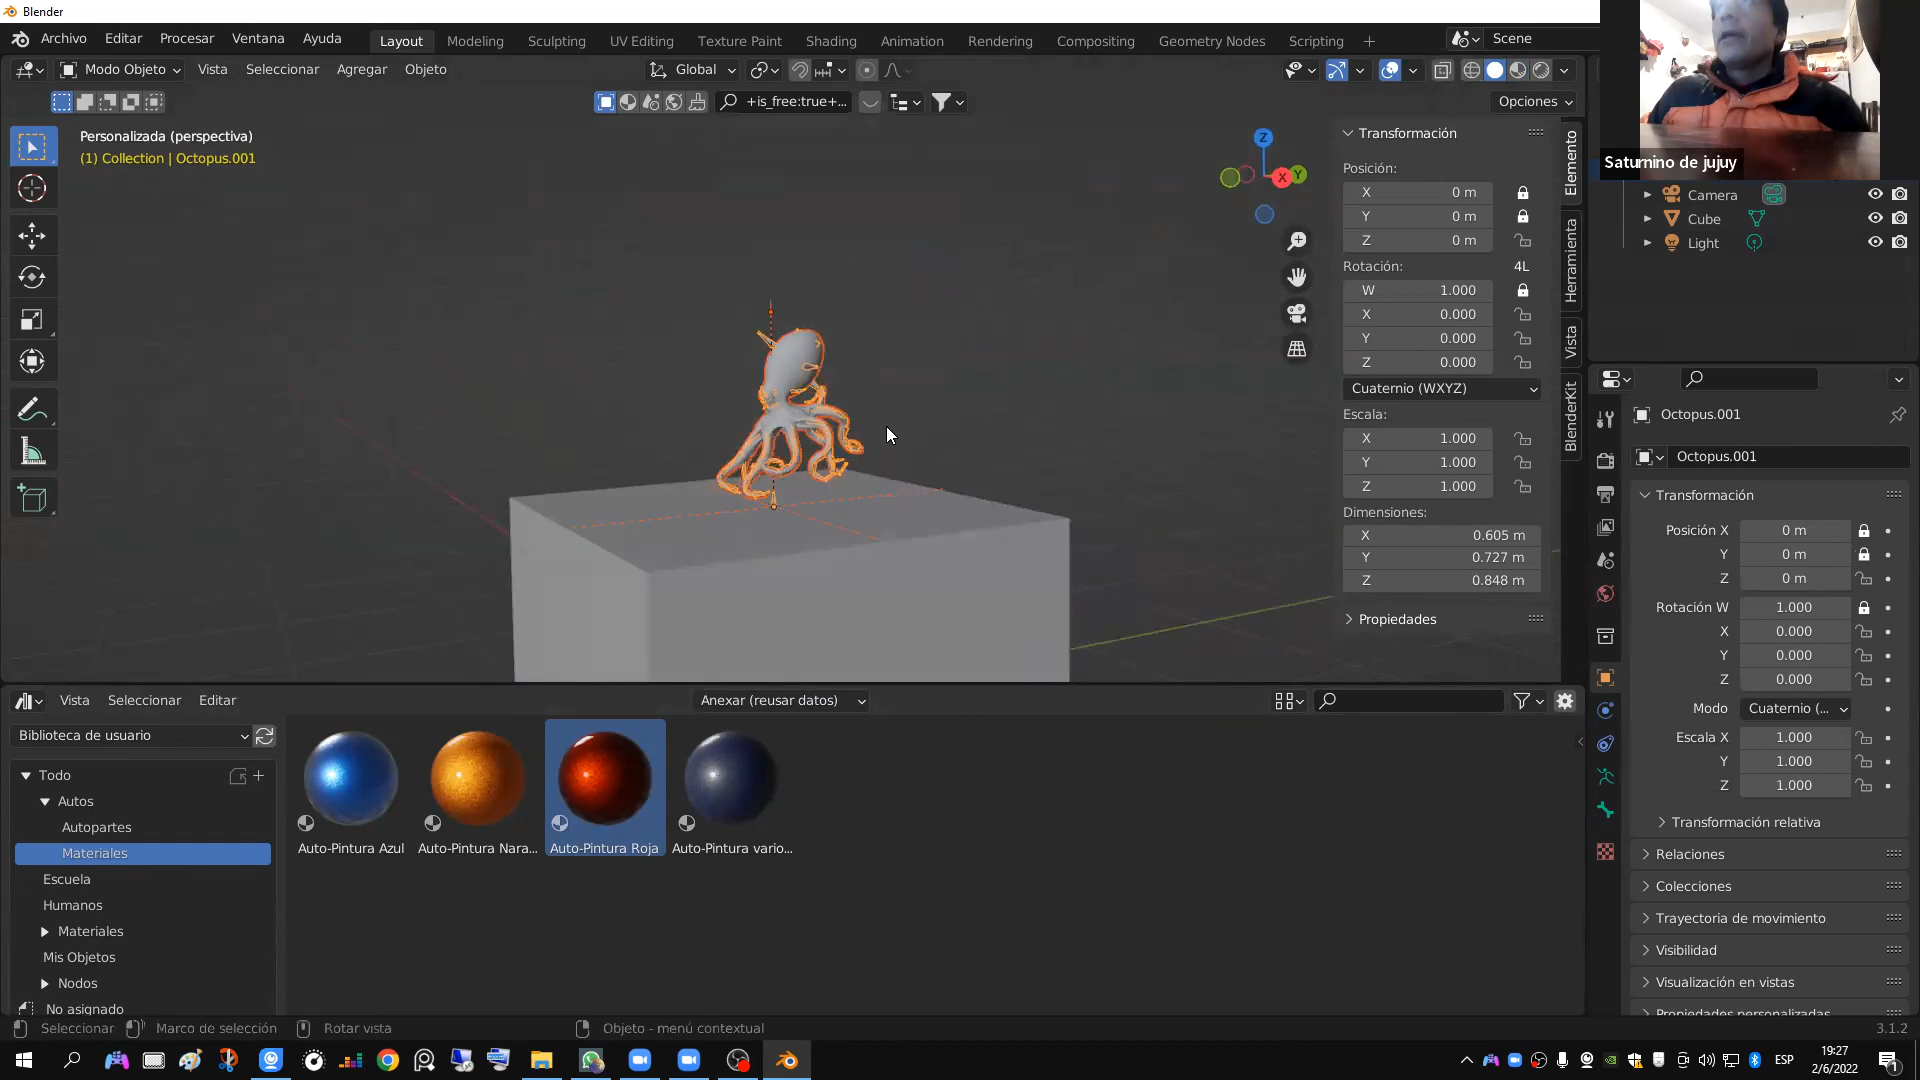 Blender
Archivo Editar Procesar Ventana Ayuda Layout Modeling Sculpting UV Editing Texture Paint Shading Animation Rendering Compositing Geometry Nodes Scripting + Scene
Modo Objeto Vista Seleccionar Agregar Objeto Global
+is_free:true+... Opciones
Personalizada (perspectiva)
(1) Collection | Octopus.001
Z
X
Y
Transformación
Posición:
X 0 m
Y 0 m
Z 0 m
Rotación: 4L
W 1.000
X 0.000
Y 0.000
Z 0.000
Cuaternio (WXYZ)
Escala:
X 1.000
Y 1.000
Z 1.000
Dimensiones:
X 0.605 m
Y 0.727 m
Z 0.848 m
Propiedades
Elemento
Herramienta
Vista
BlenderKit
Saturnino de jujuy
Camera
Cube
Light
Octopus.001
Octopus.001
Transformación
Posición X 0 m
Y 0 m
Z 0 m
Rotación W 1.000
X 0.000
Y 0.000
Z 0.000
Modo Cuaternio (...
Escala X 1.000
Y 1.000
Z 1.000
Transformación relativa
Relaciones
Colecciones
Trayectoria de movimiento
Visibilidad
Visualización en vistas
Propiedades personalizadas
Vista Seleccionar Editar Anexar (reusar datos)
Biblioteca de usuario
Todo
Autos
Autopartes
Materiales
Escuela
Humanos
Materiales
Mis Objetos
Nodos
No asignado
Auto-Pintura Azul Auto-Pintura Nara... Auto-Pintura Roja Auto-Pintura vario...
Seleccionar Marco de selección Rotar vista Objeto - menú contextual 3.1.2
ESP
19:27
2/6/2022
1